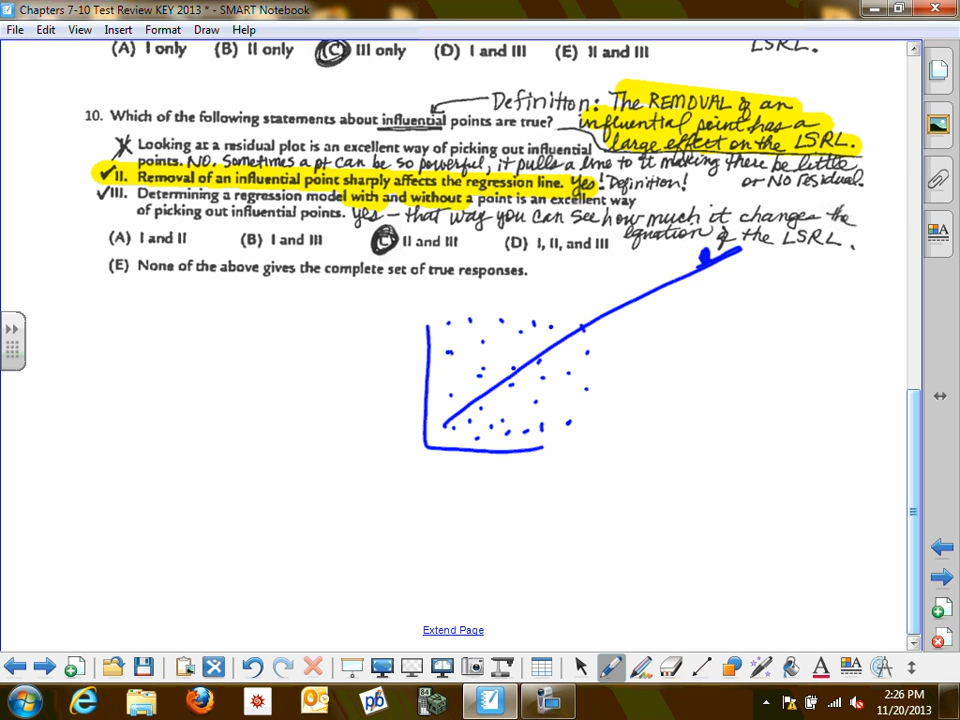 Chapters 7-10 Test Review KEY 2013 * - SMART Notebook
File Edit View Insert Format Draw Help
(A) I only (B) II only (C) III only (D) I and III (E) II and III
LSRL.
Definition: The REMOVAL of an
10. Which of the following statements about influential points are true? influential point has a
large effect on the LSRL.
I. Looking at a residual plot is an excellent way of picking out influential
points. NO. Sometimes a pt can be so powerful, it pulls a line to it making there be little
or NO residual.
II. Removal of an influential point sharply affects the regression line. Yes! Definition!
III. Determining a regression model with and without a point is an excellent way
of picking out influential points. yes – that way you can see how much it changes the
equation of the LSRL.
(A) I and II (B) I and III (C) II and III (D) I, II, and III
(E) None of the above gives the complete set of true responses.
Extend Page
2:26 PM
11/20/2013